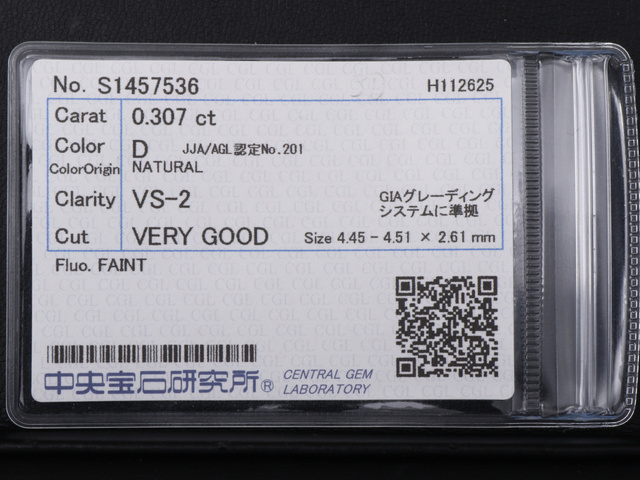 No. S1457536 H112625
Carat 0.307 ct
Color D JJA/AGL認定No.201
ColorOrigin NATURAL
Clarity VS-2 GIAグレーディング
システムに準拠
Cut VERY GOOD Size 4.45 - 4.51 × 2.61 mm
Fluo. FAINT
中央宝石研究所® CENTRAL GEM
LABORATORY